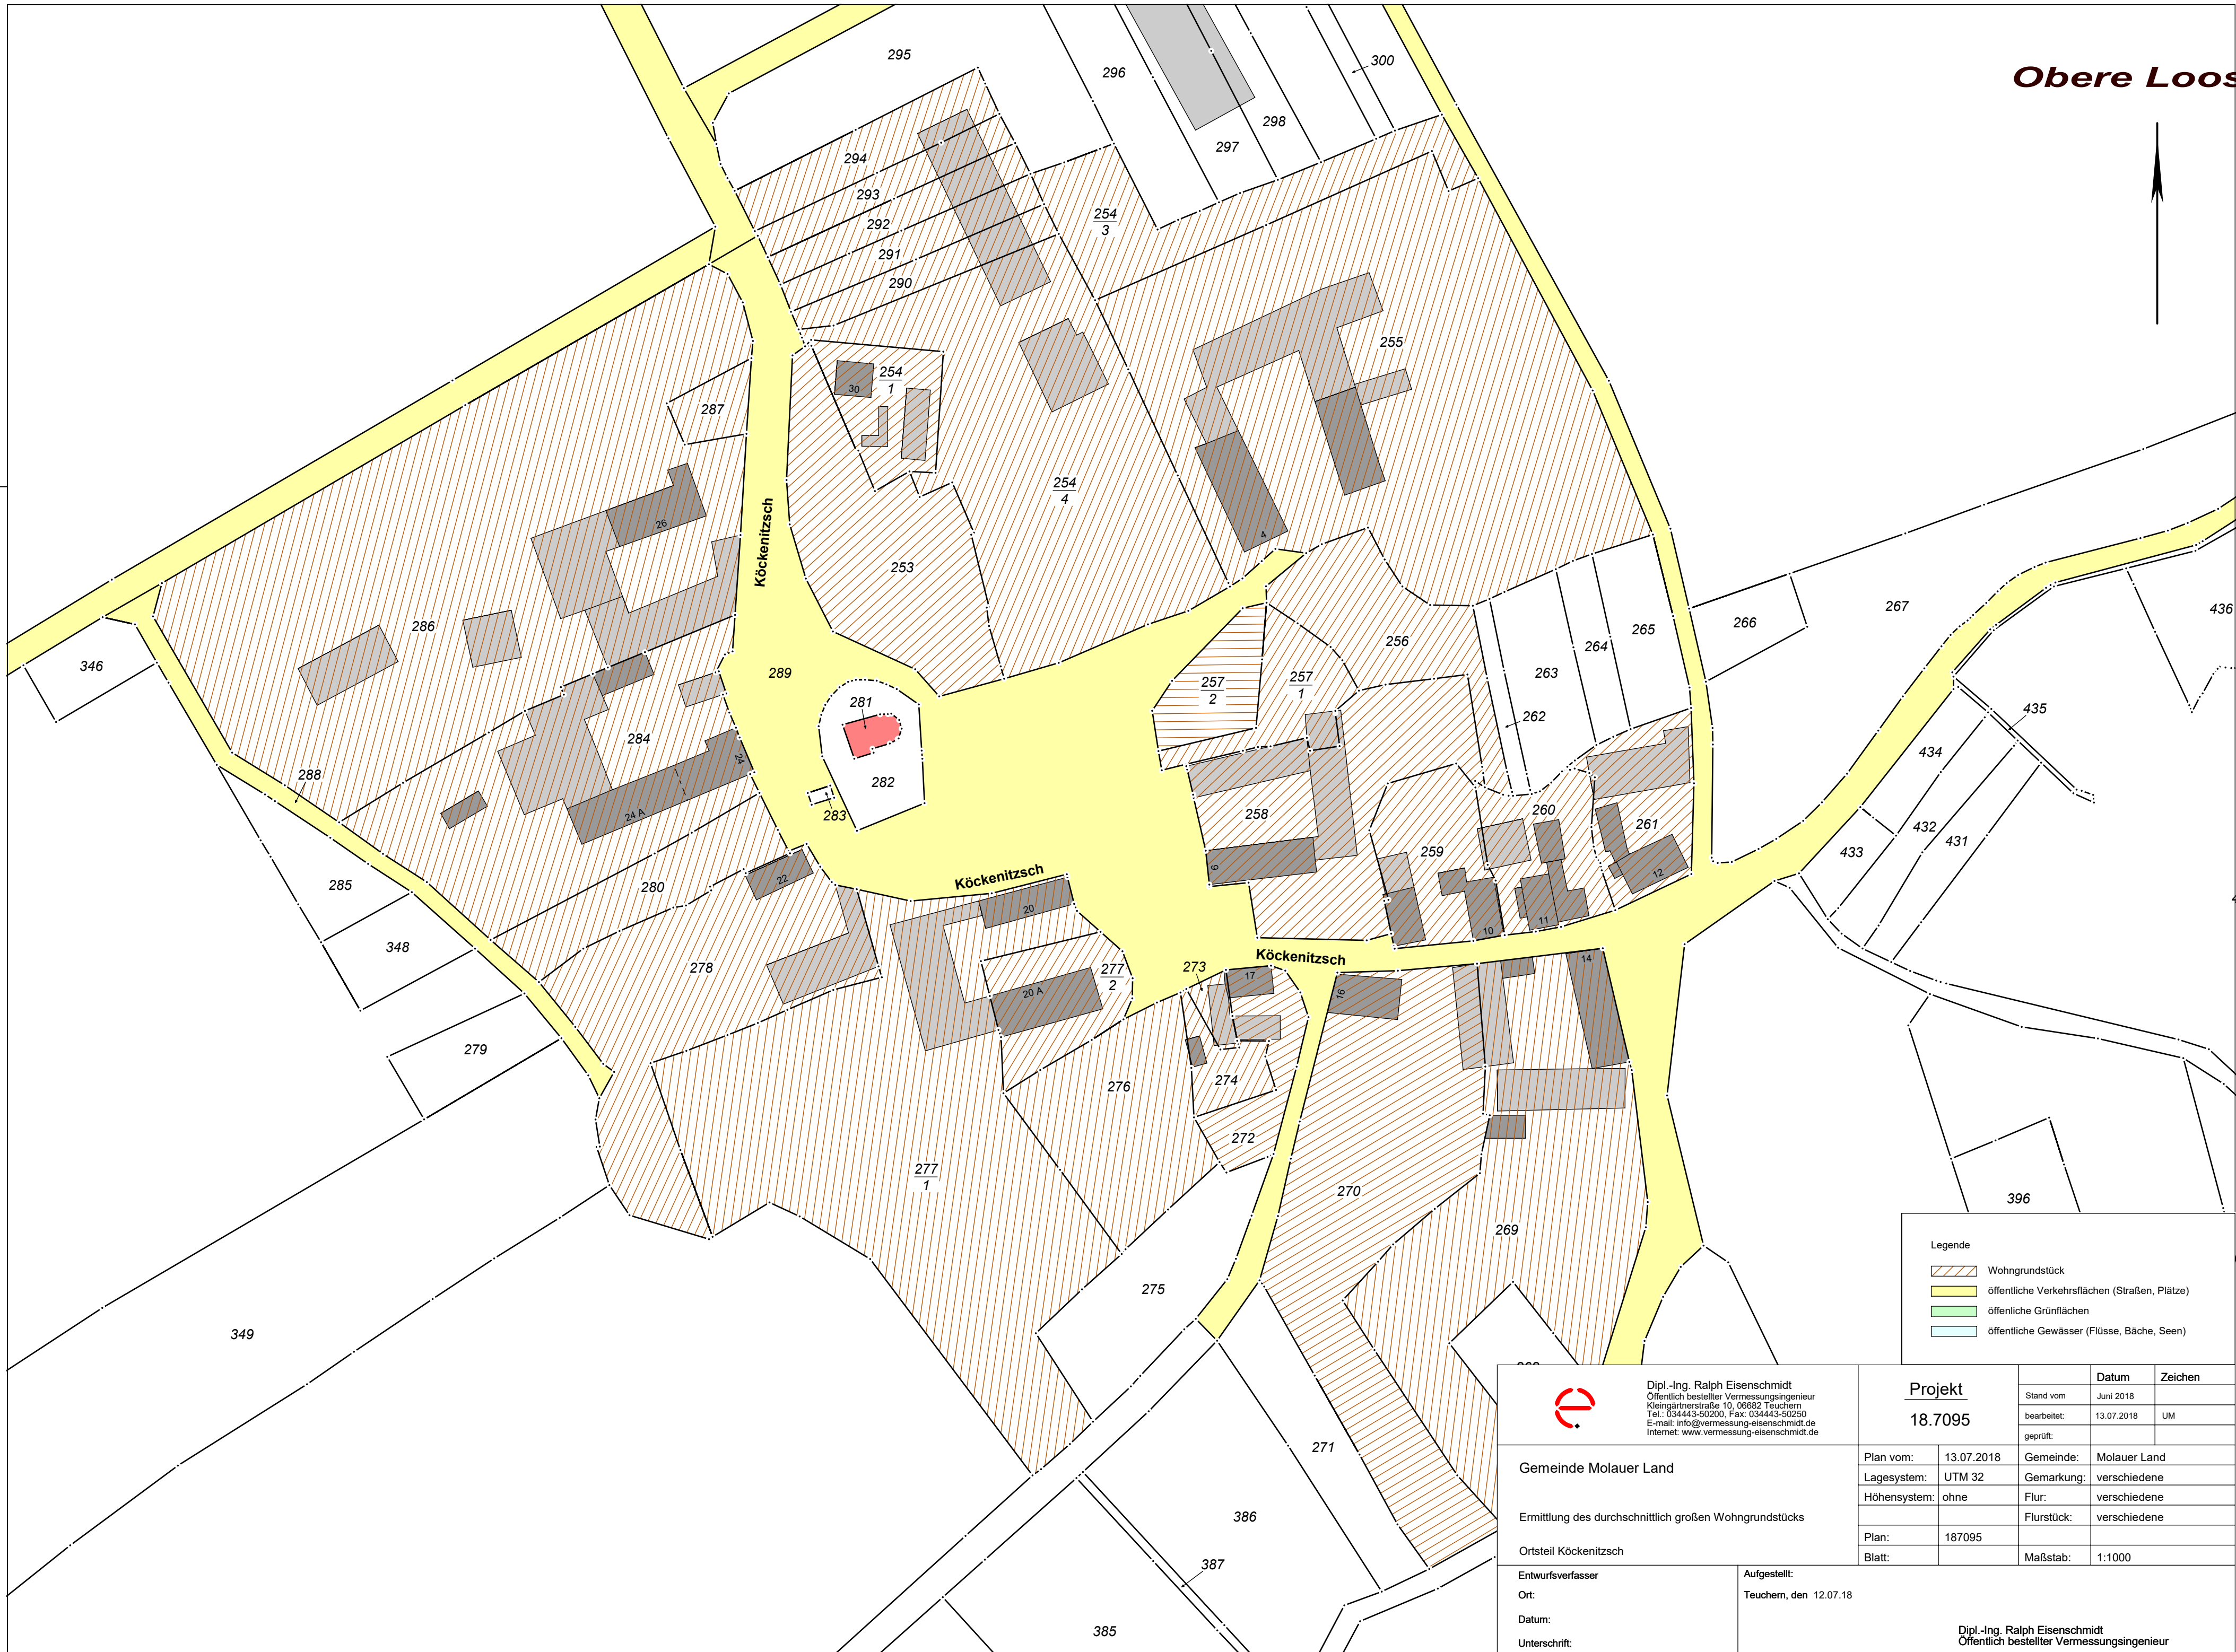 Obere Loos
295
296
300
298
297
294
293
292
291
290
254
3
254
1
30
255
287
254
4
26
4
Köckenitzsch
253
286
346
289
256
257
1
257
2
263
264
265
262
266
267
436
435
434
432
431
433
281
282
283
284
24
24 A
288
258
6
259
260
261
12
11
10
22
280
285
348
278
Köckenitzsch
20
20 A
277
2
273
17
Köckenitzsch
16
14
279
276
274
272
277
1
270
269
396
275
349
271
386
387
385
Legende
Wohngrundstück
öffentliche Verkehrsflächen (Straßen, Plätze)
öffenliche Grünflächen
öffentliche Gewässer (Flüsse, Bäche, Seen)
Dipl.-Ing. Ralph Eisenschmidt
Öffentlich bestellter Vermessungsingenieur
Kleingärtnerstraße 10, 06682 Teuchern
Tel.: 034443-50200, Fax: 034443-50250
E-mail: info@vermessung-eisenschmidt.de
Internet: www.vermessung-eisenschmidt.de
Projekt
18.7095
Datum Zeichen
Stand vom Juni 2018
bearbeitet: 13.07.2018 UM
geprüft:
Gemeinde Molauer Land
Ermittlung des durchschnittlich großen Wohngrundstücks
Ortsteil Köckenitzsch
Plan vom: 13.07.2018 Gemeinde: Molauer Land
Lagesystem: UTM 32 Gemarkung: verschiedene
Höhensystem: ohne Flur: verschiedene
Flurstück: verschiedene
Plan: 187095
Blatt: Maßstab: 1:1000
Entwurfsverfasser
Ort:
Datum:
Unterschrift:
Aufgestellt:
Teuchern, den 12.07.18
Dipl.-Ing. Ralph Eisenschmidt
Öffentlich bestellter Vermessungsingenieur